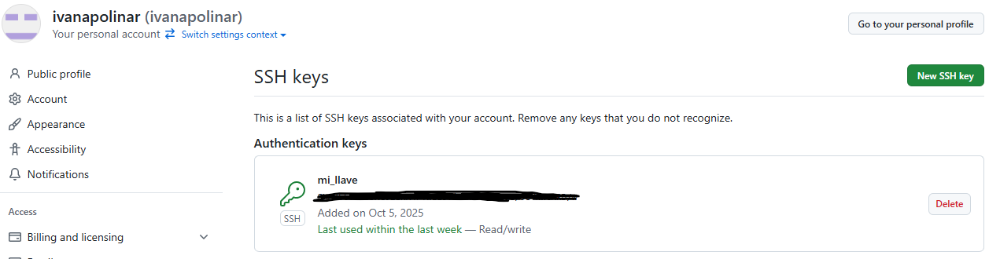 ivanapolinar (ivanapolinar)
Your personal account Switch settings context
Go to your personal profile
Public profile
Account
Appearance
Accessibility
Notifications
Access
Billing and licensing
SSH keys
New SSH key
This is a list of SSH keys associated with your account. Remove any keys that you do not recognize.
Authentication keys
mi_llave
SSH
Added on Oct 5, 2025
Last used within the last week — Read/write
Delete